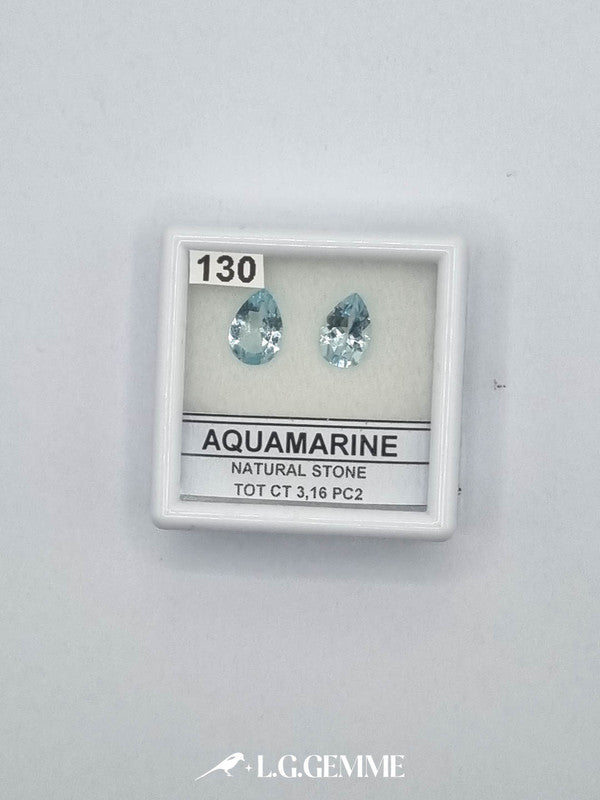 130
AQUAMARINE
NATURAL STONE
TOT CT 3,16 PC2
L.G.GEMME